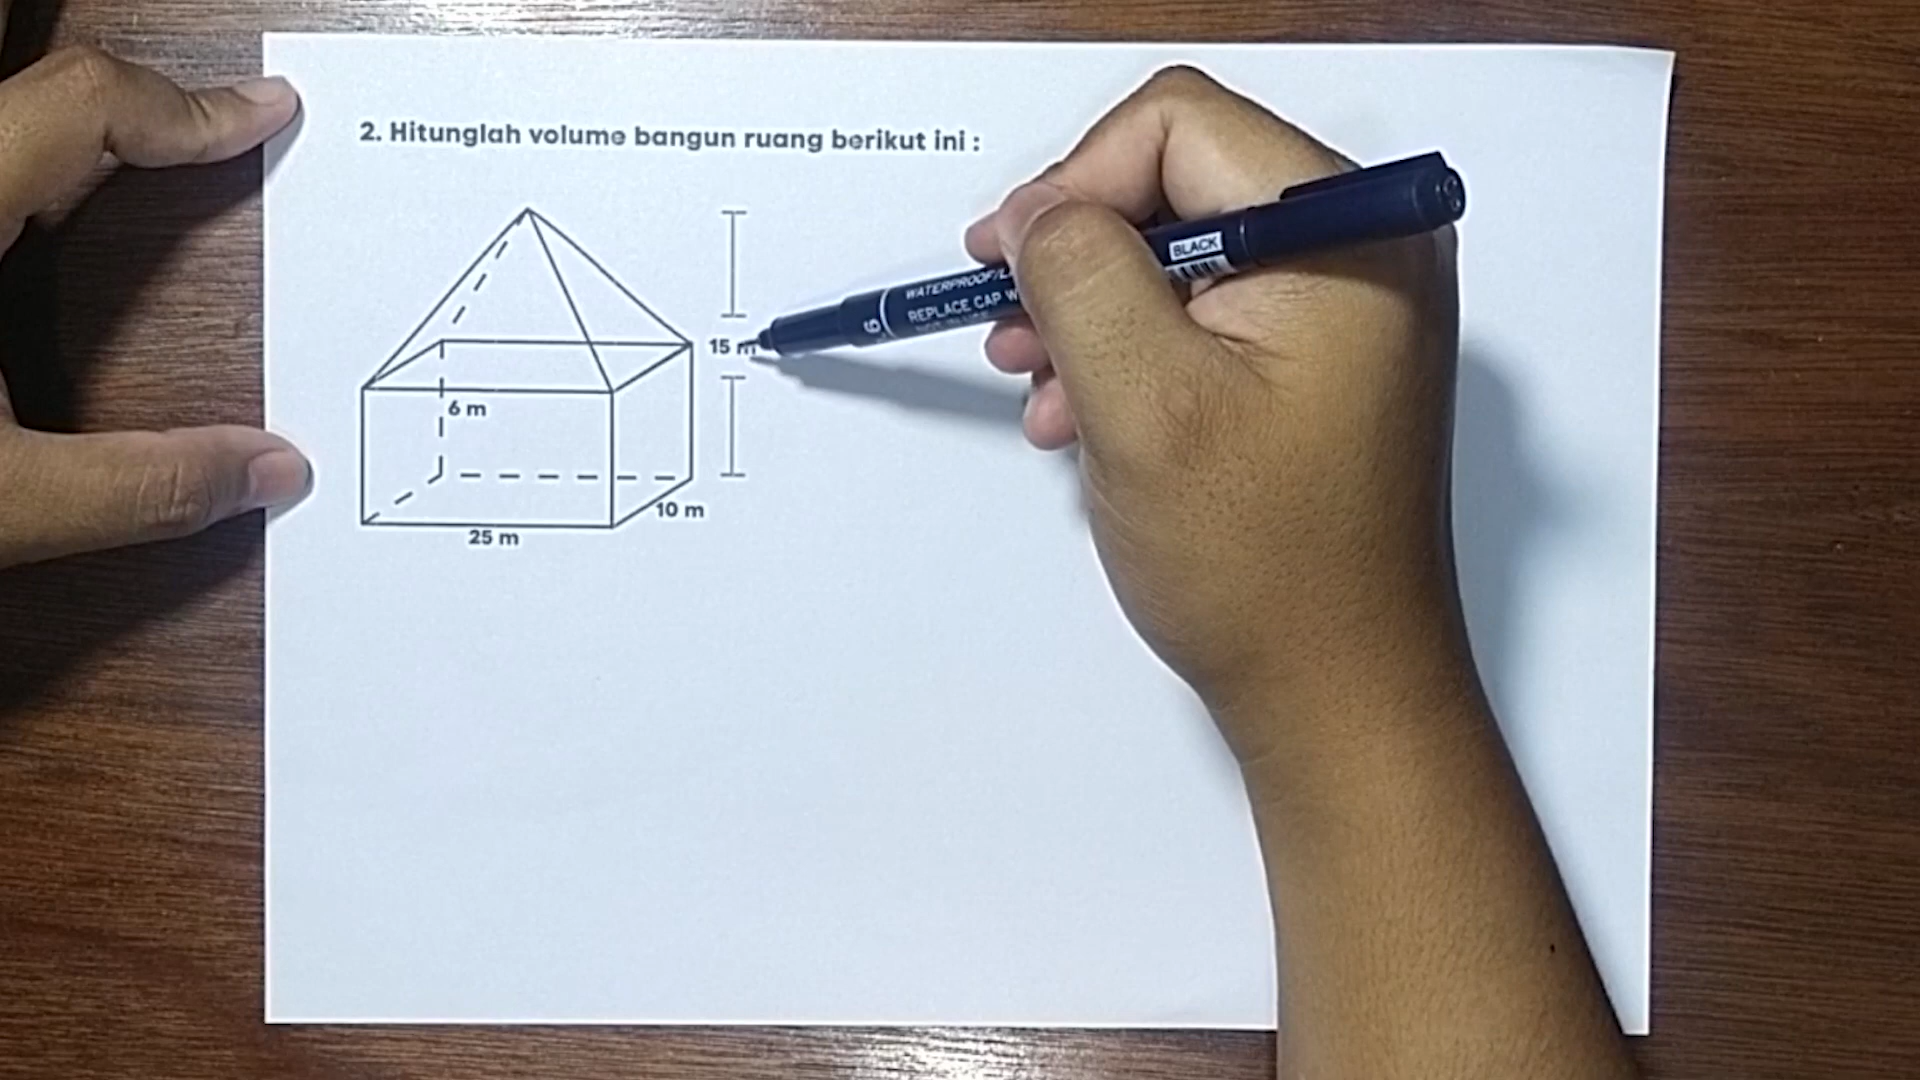 2. Hitunglah volume bangun ruang berikut ini :
15 m
6 m
10 m
25 m
BLACK
WATERPROOF/
REPLACE CAP W